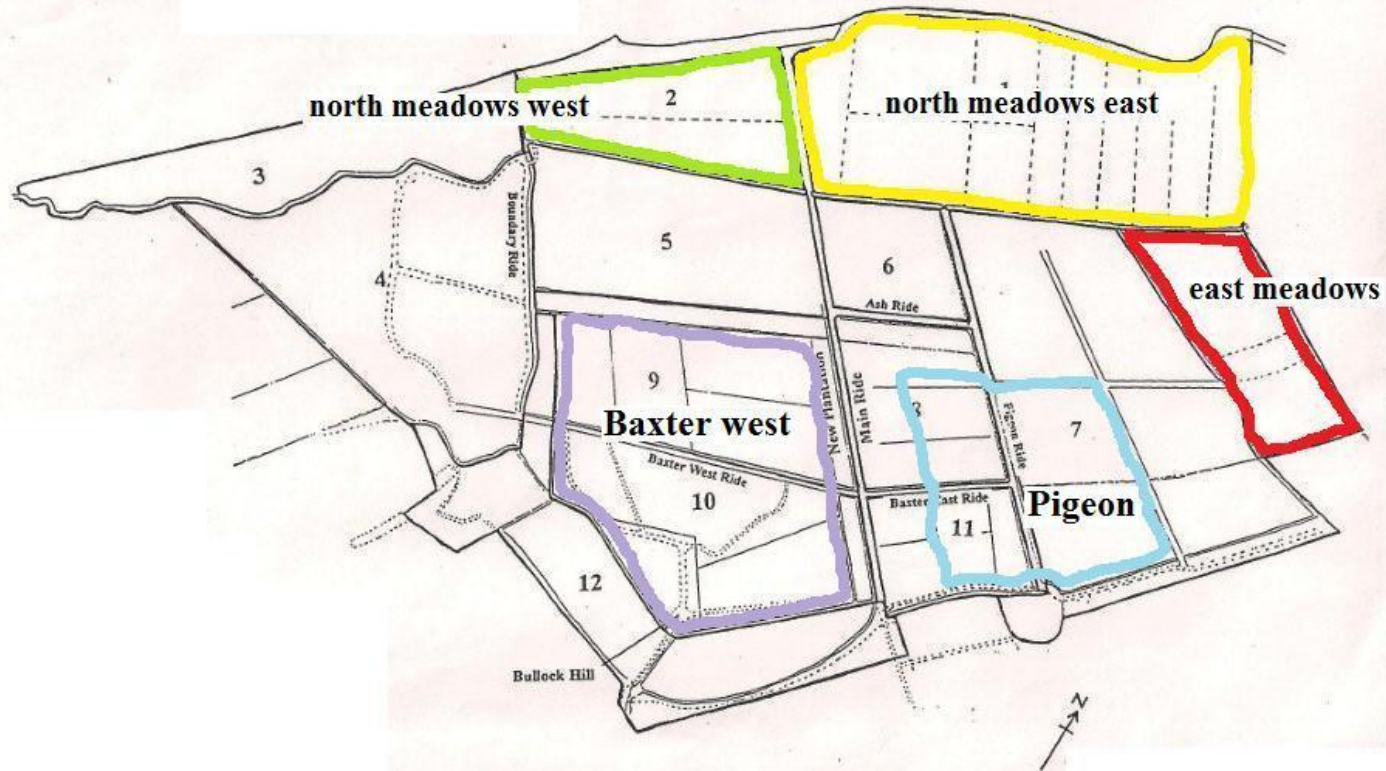 2
north meadows west
1
north meadows east
3
Boundary Ride
5
6
4
east meadows
Ash Ride
9
New Plantation
Main Ride
8
Pigeon Ride
7
Baxter west
Baxter West Ride
10
Baxter East Ride
Pigeon
11
12
Bullock Hill
N